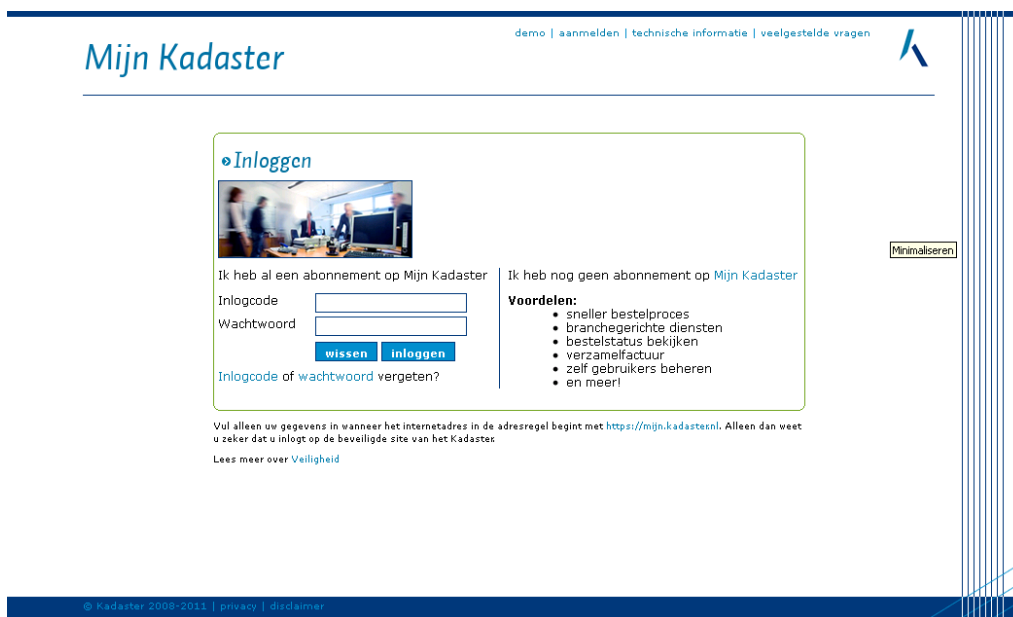 demo | aanmelden | technische informatie | veelgestelde vragen
Mijn Kadaster
Inloggen
Minimaliseren
Ik heb al een abonnement op Mijn Kadaster
Inlogcode
Wachtwoord
wissen inloggen
Inlogcode of wachtwoord vergeten?
Ik heb nog geen abonnement op Mijn Kadaster
Voordelen:
• sneller bestelproces
• branchegerichte diensten
• bestelstatus bekijken
• verzamelfactuur
• zelf gebruikers beheren
• en meer!
Vul alleen uw gegevens in wanneer het internetadres in de adresregel begint met https://mijn.kadaster.nl. Alleen dan weet
u zeker dat u inlogt op de beveiligde site van het Kadaster.
Lees meer over Veiligheid
© Kadaster 2008-2011 | privacy | disclaimer